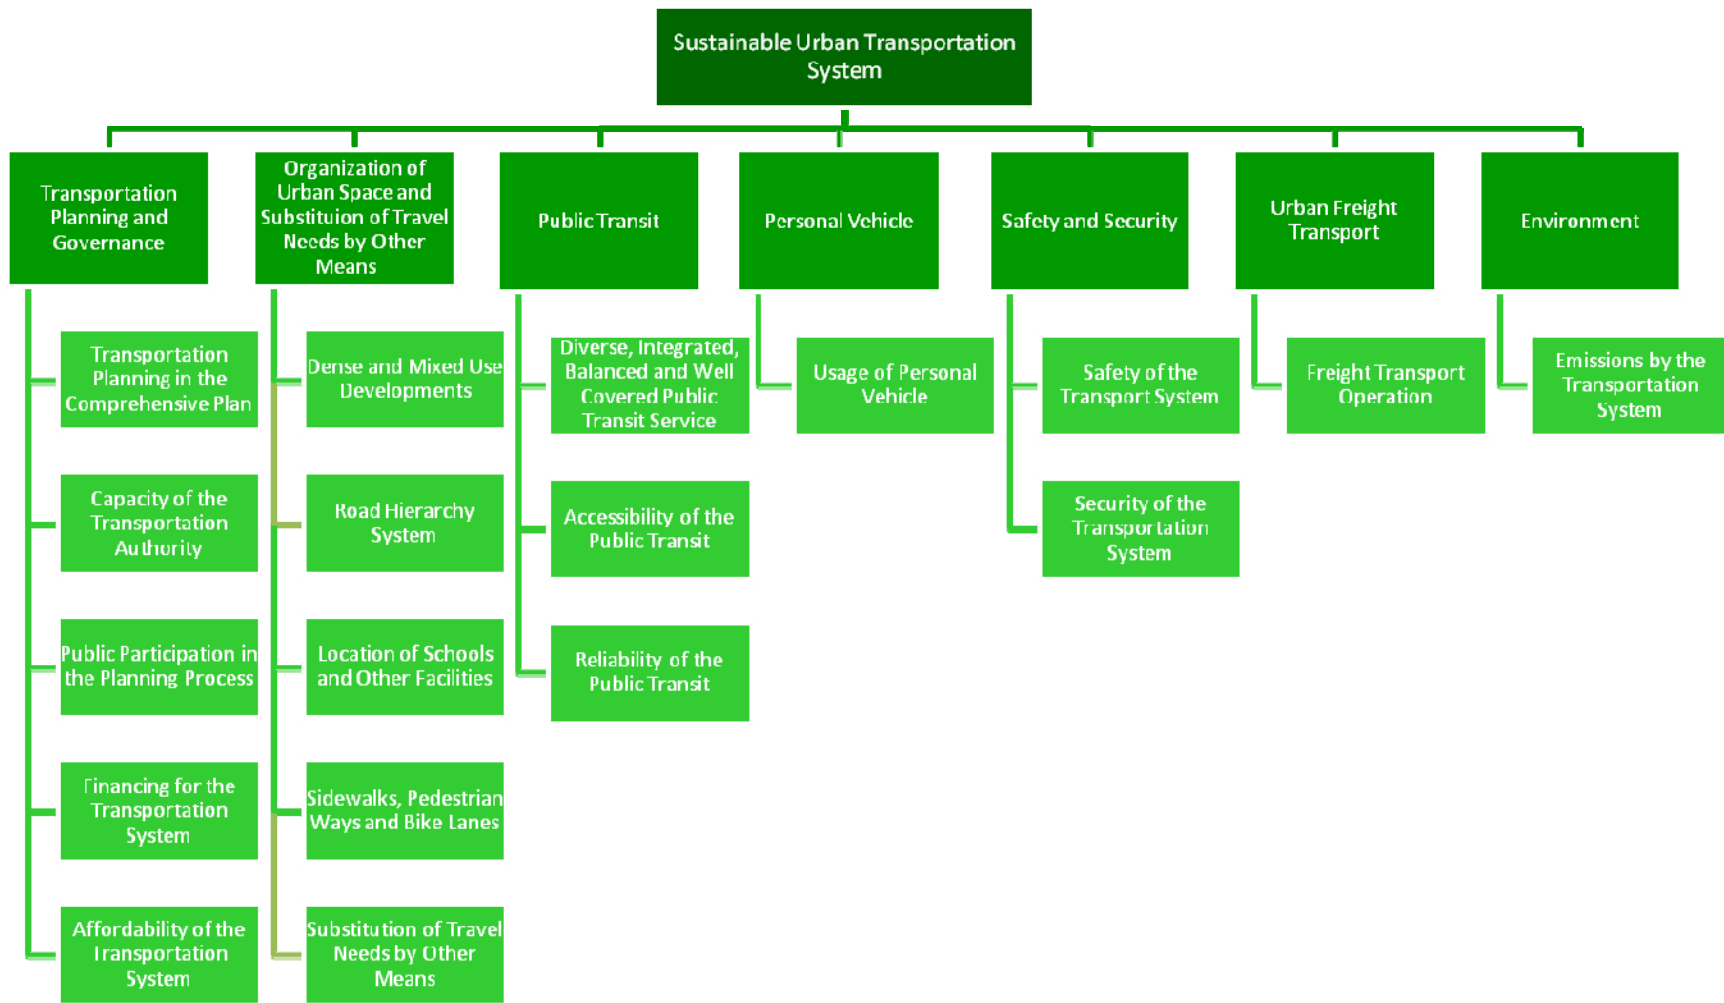 Sustainable Urban Transportation
System
Transportation
Planning and
Governance
Organization of
Urban Space and
Substituion of Travel
Needs by Other
Means
Public Transit
Personal Vehicle
Safety and Security
Urban Freight
Transport
Environment
Transportation
Planning in the
Comprehensive Plan
Capacity of the
Transportation
Authority
Public Participation in
the Planning Process
Financing for the
Transportation
System
Affordability of the
Transportation
System
Dense and Mixed Use
Developments
Road Hierarchy
System
Location of Schools
and Other Facilities
Sidewalks, Pedestrian
Ways and Bike Lanes
Substitution of Travel
Needs by Other
Means
Diverse, Integrated,
Balanced and Well
Covered Public
Transit Service
Accessibility of the
Public Transit
Reliability of the
Public Transit
Usage of Personal
Vehicle
Safety of the
Transport System
Security of the
Transportation
System
Freight Transport
Operation
Emissions by the
Transportation
System